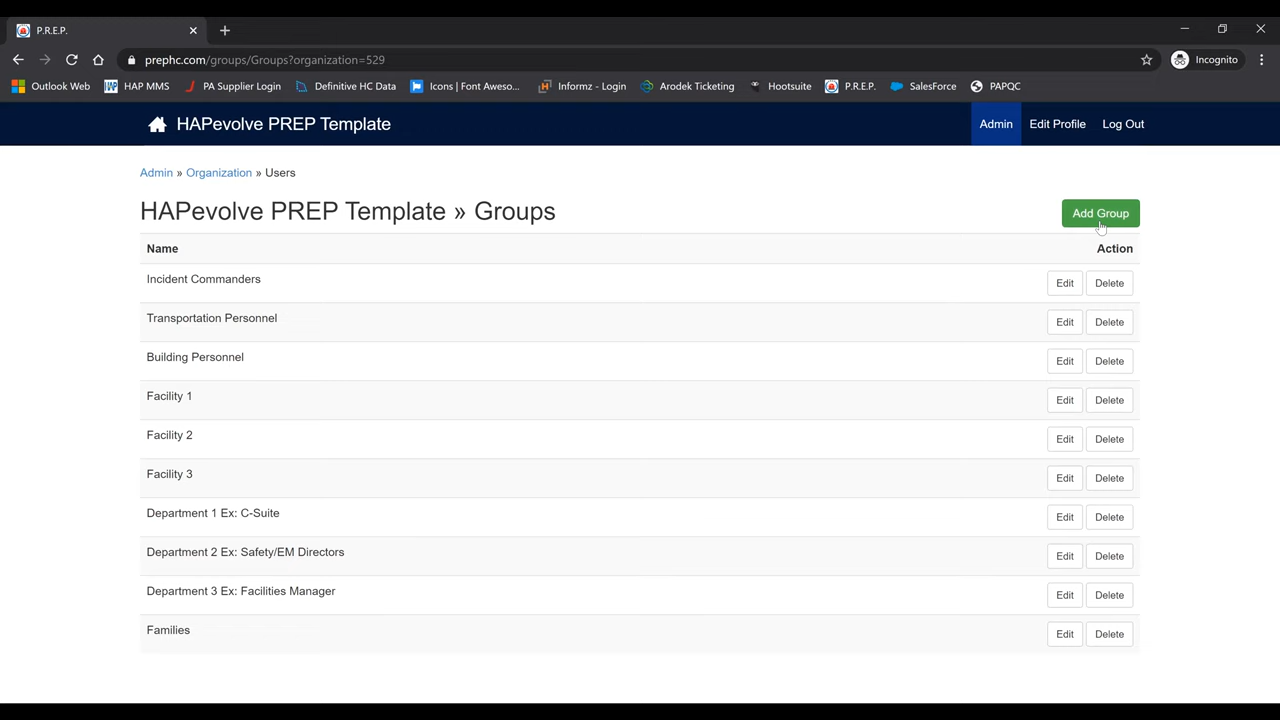 P.R.E.P.
prephc.com/groups/Groups?organization=529
Incognito
Outlook Web HAP MMS PA Supplier Login Definitive HC Data Icons | Font Aweso... Informz - Login Arodek Ticketing Hootsuite P.R.E.P. SalesForce PAPQC
HAPevolve PREP Template Admin Edit Profile Log Out
Admin » Organization » Users
HAPevolve PREP Template » Groups Add Group
Name Action
Incident Commanders Edit Delete
Transportation Personnel Edit Delete
Building Personnel Edit Delete
Facility 1 Edit Delete
Facility 2 Edit Delete
Facility 3 Edit Delete
Department 1 Ex: C-Suite Edit Delete
Department 2 Ex: Safety/EM Directors Edit Delete
Department 3 Ex: Facilities Manager Edit Delete
Families Edit Delete